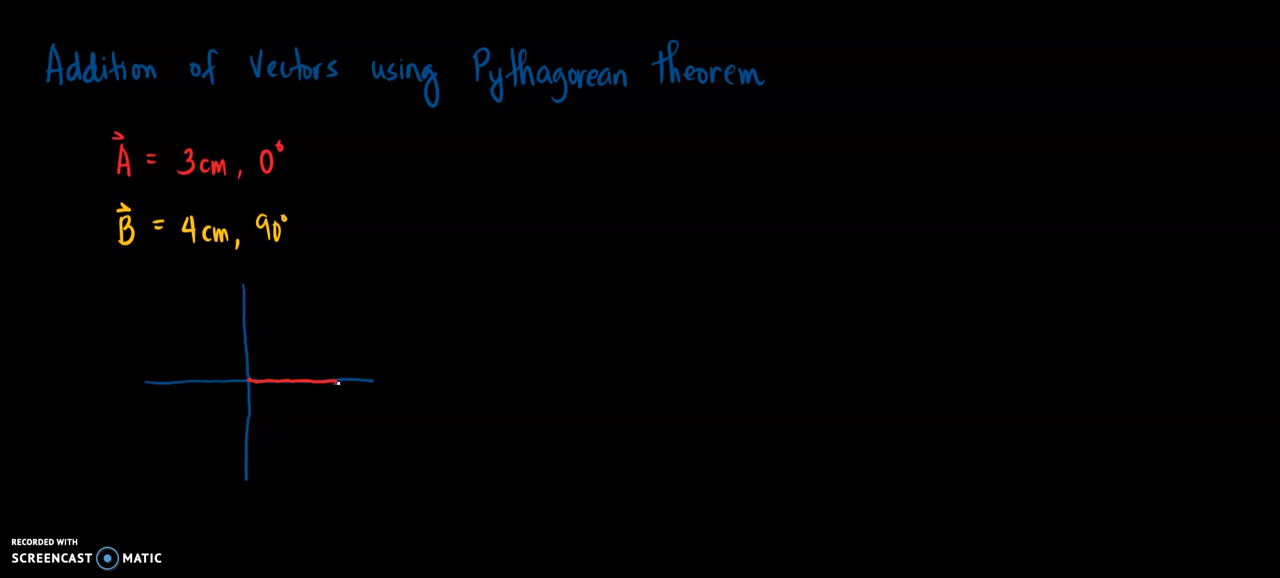 Addition of Vectors using Pythagorean theorem
A⃗ = 3cm, 0°
B⃗ = 4cm, 90°
RECORDED WITH
SCREENCAST MATIC